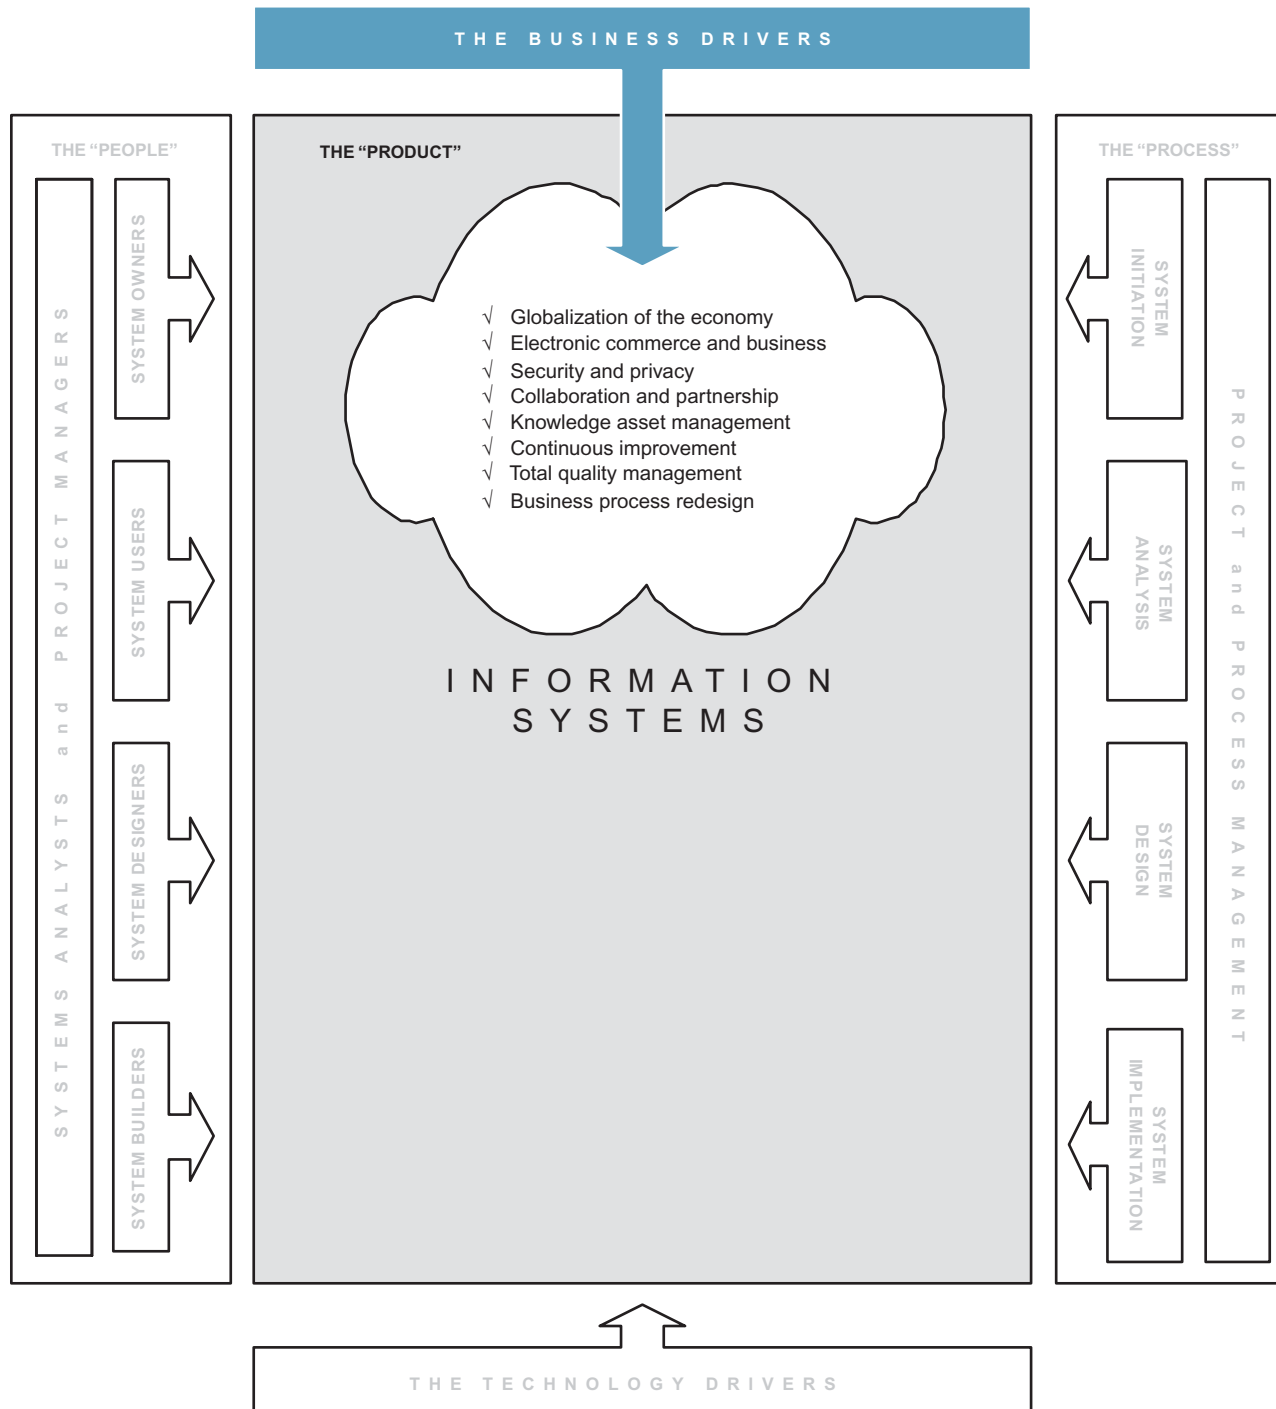 THE BUSINESS DRIVERS
THE “PEOPLE”
SYSTEMS ANALYSTS and PROJECT MANAGERS
SYSTEM OWNERS
SYSTEM USERS
SYSTEM DESIGNERS
SYSTEM BUILDERS
THE “PRODUCT”
√ Globalization of the economy
√ Electronic commerce and business
√ Security and privacy
√ Collaboration and partnership
√ Knowledge asset management
√ Continuous improvement
√ Total quality management
√ Business process redesign
INFORMATION
SYSTEMS
THE “PROCESS”
SYSTEM
INITIATION
SYSTEM
ANALYSIS
SYSTEM
DESIGN
SYSTEM
IMPLEMENTATION
PROJECT and PROCESS MANAGEMENT
THE TECHNOLOGY DRIVERS